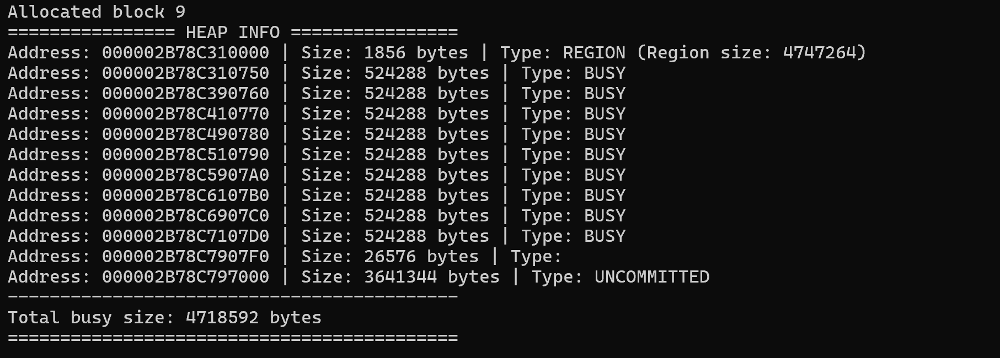 Allocated block 9
================ HEAP INFO ================
Address: 000002B78C310000 | Size: 1856 bytes | Type: REGION (Region size: 4747264)
Address: 000002B78C310750 | Size: 524288 bytes | Type: BUSY
Address: 000002B78C390760 | Size: 524288 bytes | Type: BUSY
Address: 000002B78C410770 | Size: 524288 bytes | Type: BUSY
Address: 000002B78C490780 | Size: 524288 bytes | Type: BUSY
Address: 000002B78C510790 | Size: 524288 bytes | Type: BUSY
Address: 000002B78C5907A0 | Size: 524288 bytes | Type: BUSY
Address: 000002B78C6107B0 | Size: 524288 bytes | Type: BUSY
Address: 000002B78C6907C0 | Size: 524288 bytes | Type: BUSY
Address: 000002B78C7107D0 | Size: 524288 bytes | Type: BUSY
Address: 000002B78C7907F0 | Size: 26576 bytes | Type:
Address: 000002B78C797000 | Size: 3641344 bytes | Type: UNCOMMITTED
-------------------------------------------
Total busy size: 4718592 bytes
===========================================